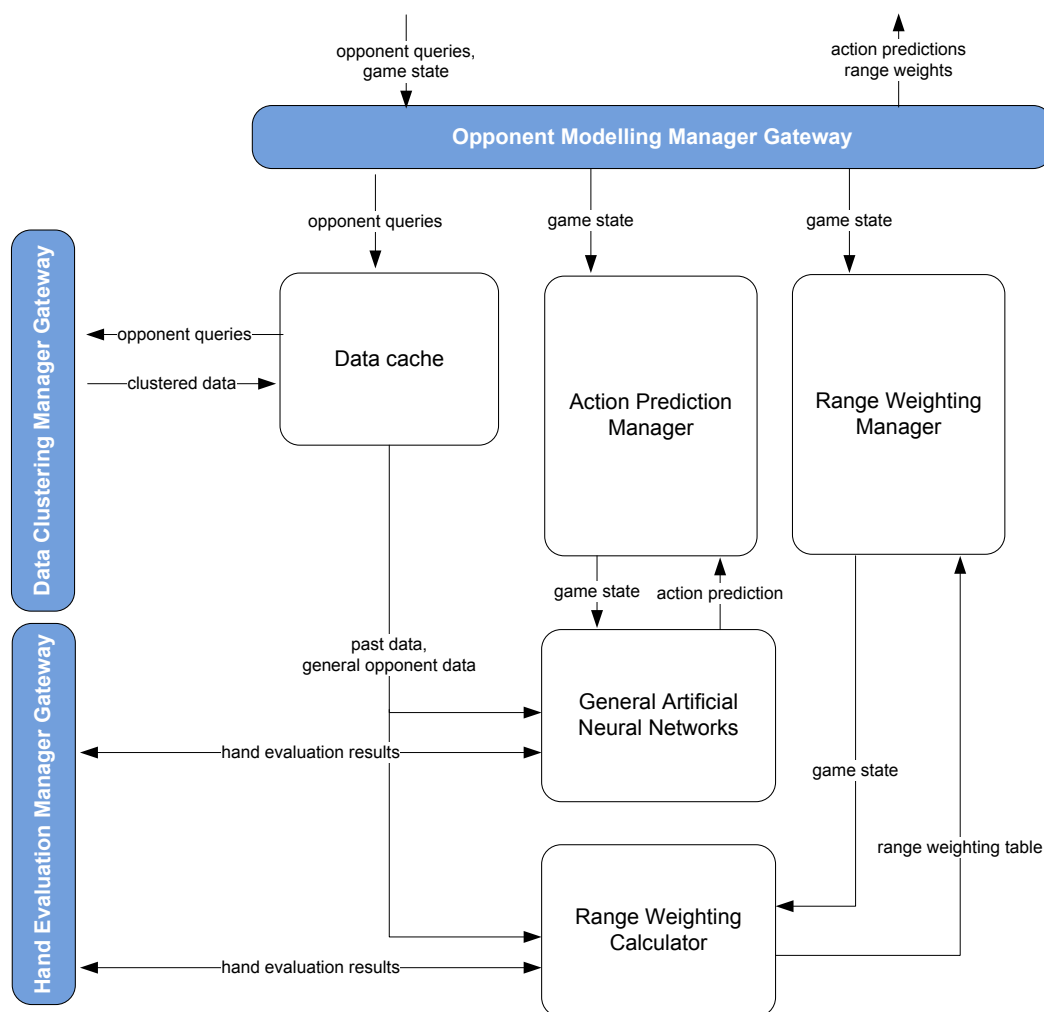 opponent queries,
game state
action predictions
range weights
Opponent Modelling Manager Gateway
opponent queries
game state
game state
Data Clustering Manager Gateway
opponent queries
clustered data
Data cache
Action Prediction
Manager
Range Weighting
Manager
game state
action prediction
past data,
general opponent data
Hand Evaluation Manager Gateway
General Artificial
Neural Networks
hand evaluation results
game state
range weighting table
Range Weighting
Calculator
hand evaluation results